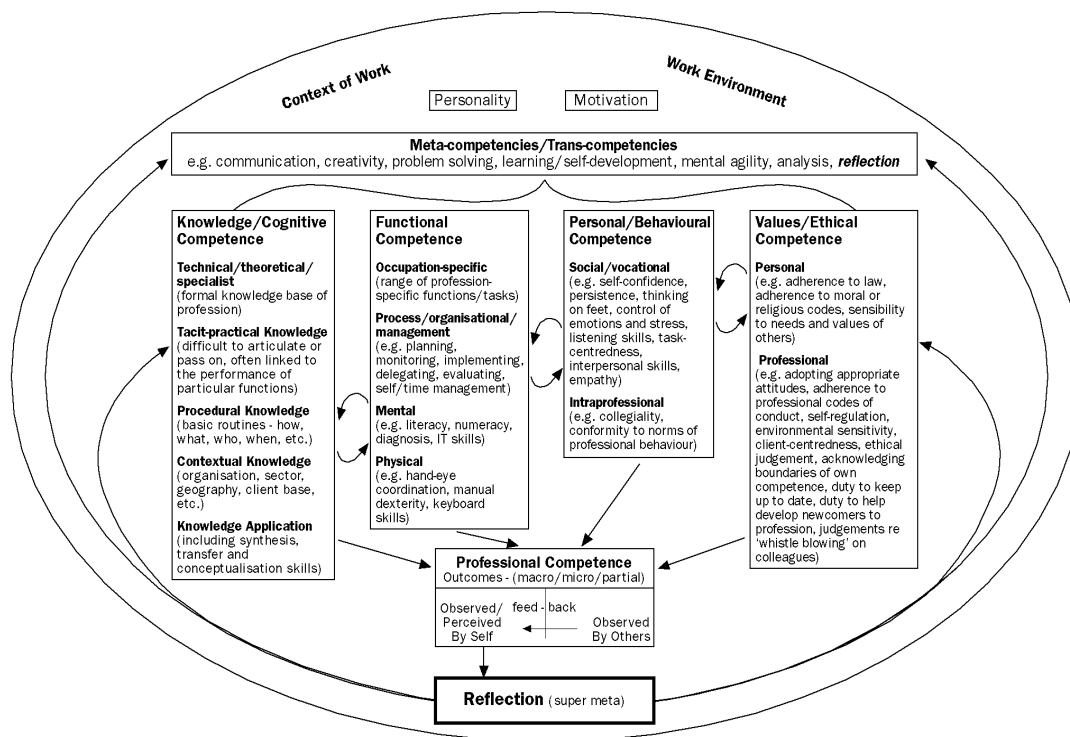 Context of Work
Work Environment
Personality
Motivation
Meta-competencies/Trans-competencies
e.g. communication, creativity, problem solving, learning/self-development, mental agility, analysis, reflection
Knowledge/Cognitive
Competence
Technical/theoretical/
specialist
(formal knowledge base of
profession)
Tacit-practical Knowledge
(difficult to articulate or
pass on, often linked to
the performance of
particular functions)
Procedural Knowledge
(basic routines - how,
what, who, when, etc.)
Contextual Knowledge
(organisation, sector,
geography, client base,
etc.)
Knowledge Application
(including synthesis,
transfer and
conceptualisation skills)
Functional
Competence
Occupation-specific
(range of profession-
specific functions/tasks)
Process/organisational/
management
(e.g. planning,
monitoring, implementing,
delegating, evaluating,
self/time management)
Mental
(e.g. literacy, numeracy,
diagnosis, IT skills)
Physical
(e.g. hand-eye
coordination, manual
dexterity, keyboard
skills)
Personal/Behavioural
Competence
Social/vocational
(e.g. self-confidence,
persistence, thinking
on feet, control of
emotions and stress,
listening skills, task-
centredness,
interpersonal skills,
empathy)
Intraprofessional
(e.g. collegiality,
conformity to norms of
professional behaviour)
Values/Ethical
Competence
Personal
(e.g. adherence to law,
adherence to moral or
religious codes, sensibility
to needs and values of
others)
Professional
(e.g. adopting appropriate
attitudes, adherence to
professional codes of
conduct, self-regulation,
environmental sensitivity,
client-centredness, ethical
judgement, acknowledging
boundaries of own
competence, duty to keep
up to date, duty to help
develop newcomers to
profession, judgements re
'whistle blowing' on
colleagues)
Professional Competence
Outcomes - (macro/micro/partial)
Observed/
Perceived
By Self
feed - back
Observed
By Others
Reflection (super meta)